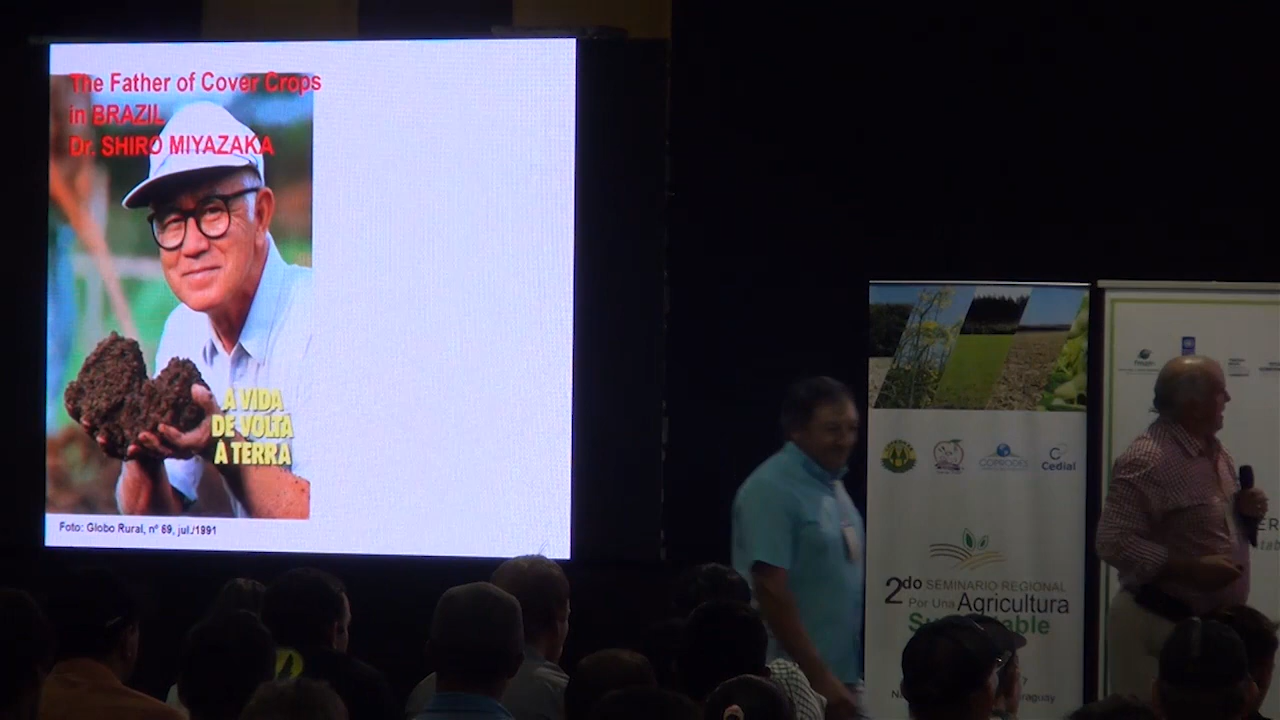 The Father of Cover Crops
in BRAZIL
Dr. SHIRO MIYAZAKA
A VIDA
DE VOLTA
À TERRA
Foto: Globo Rural, nº 69, jul./1991
COPRODES
Cedial
2do SEMINARIO REGIONAL
Por Una Agricultura